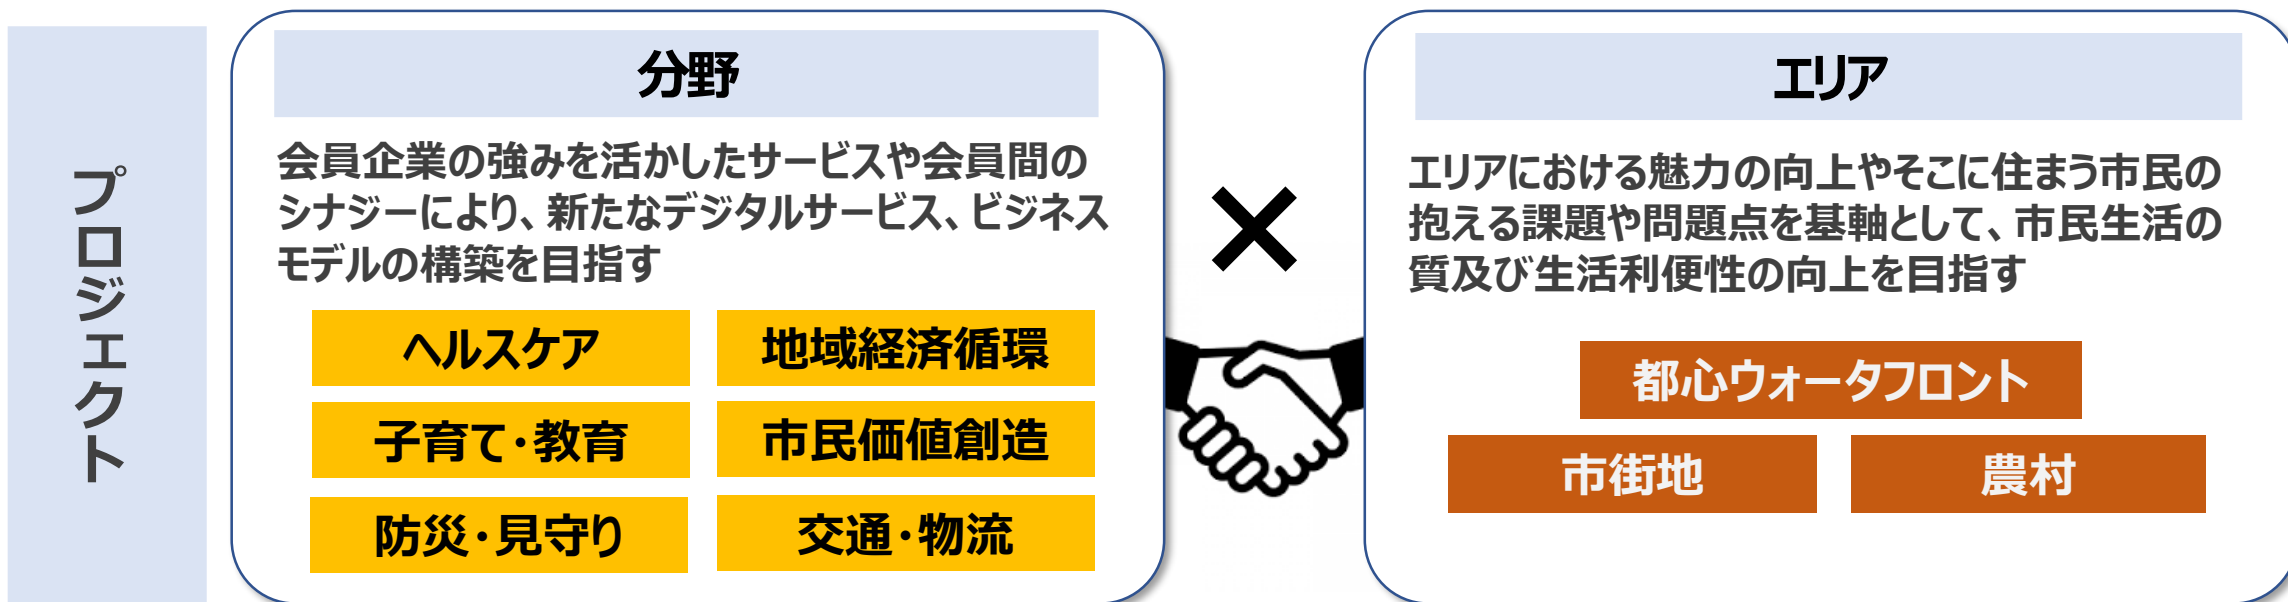 プロジェクト
分野
会員企業の強みを活かしたサービスや会員間の
シナジーにより、新たなデジタルサービス、ビジネス
モデルの構築を目指す
ヘルスケア
地域経済循環
子育て・教育
市民価値創造
防災・見守り
交通・物流
×
エリア
エリアにおける魅力の向上やそこに住まう市民の
抱える課題や問題点を基軸として、市民生活の
質及び生活利便性の向上を目指す
都心ウォータフロント
市街地
農村